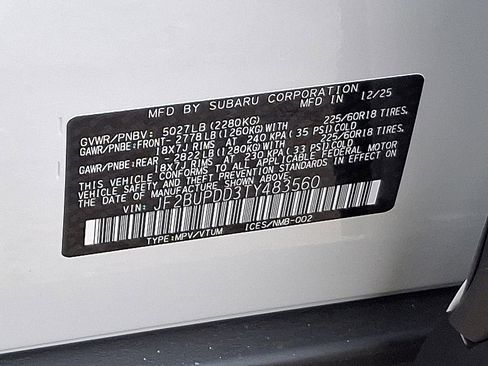 MFD BY SUBARU CORPORATION
MFD IN 12/25
GVWR/PNBV: 5027LB (2280KG)
GAWR/PNBE:FRONT- 2778LB (1260KG) WITH 225/60R18 TIRES,
18X7J RIMS AT 240 KPA (35 PSI) COLD
GAWR/PNBE:REAR - 2822LB (1280KG) WITH 225/60R18 TIRES,
18X7J RIMS AT 230 KPA (33 PSI) COLD
THIS VEHICLE CONFORMS TO ALL APPLICABLE FEDERAL MOTOR
VEHICLE SAFETY AND THEFT PREVENTION STANDARDS IN EFFECT ON
THE DATE OF MANUFACTURE SHOWN ABOVE.
VIN: JF2BUPDD3TY483560
TYPE:MPV/VTUM ICES/NMB-002